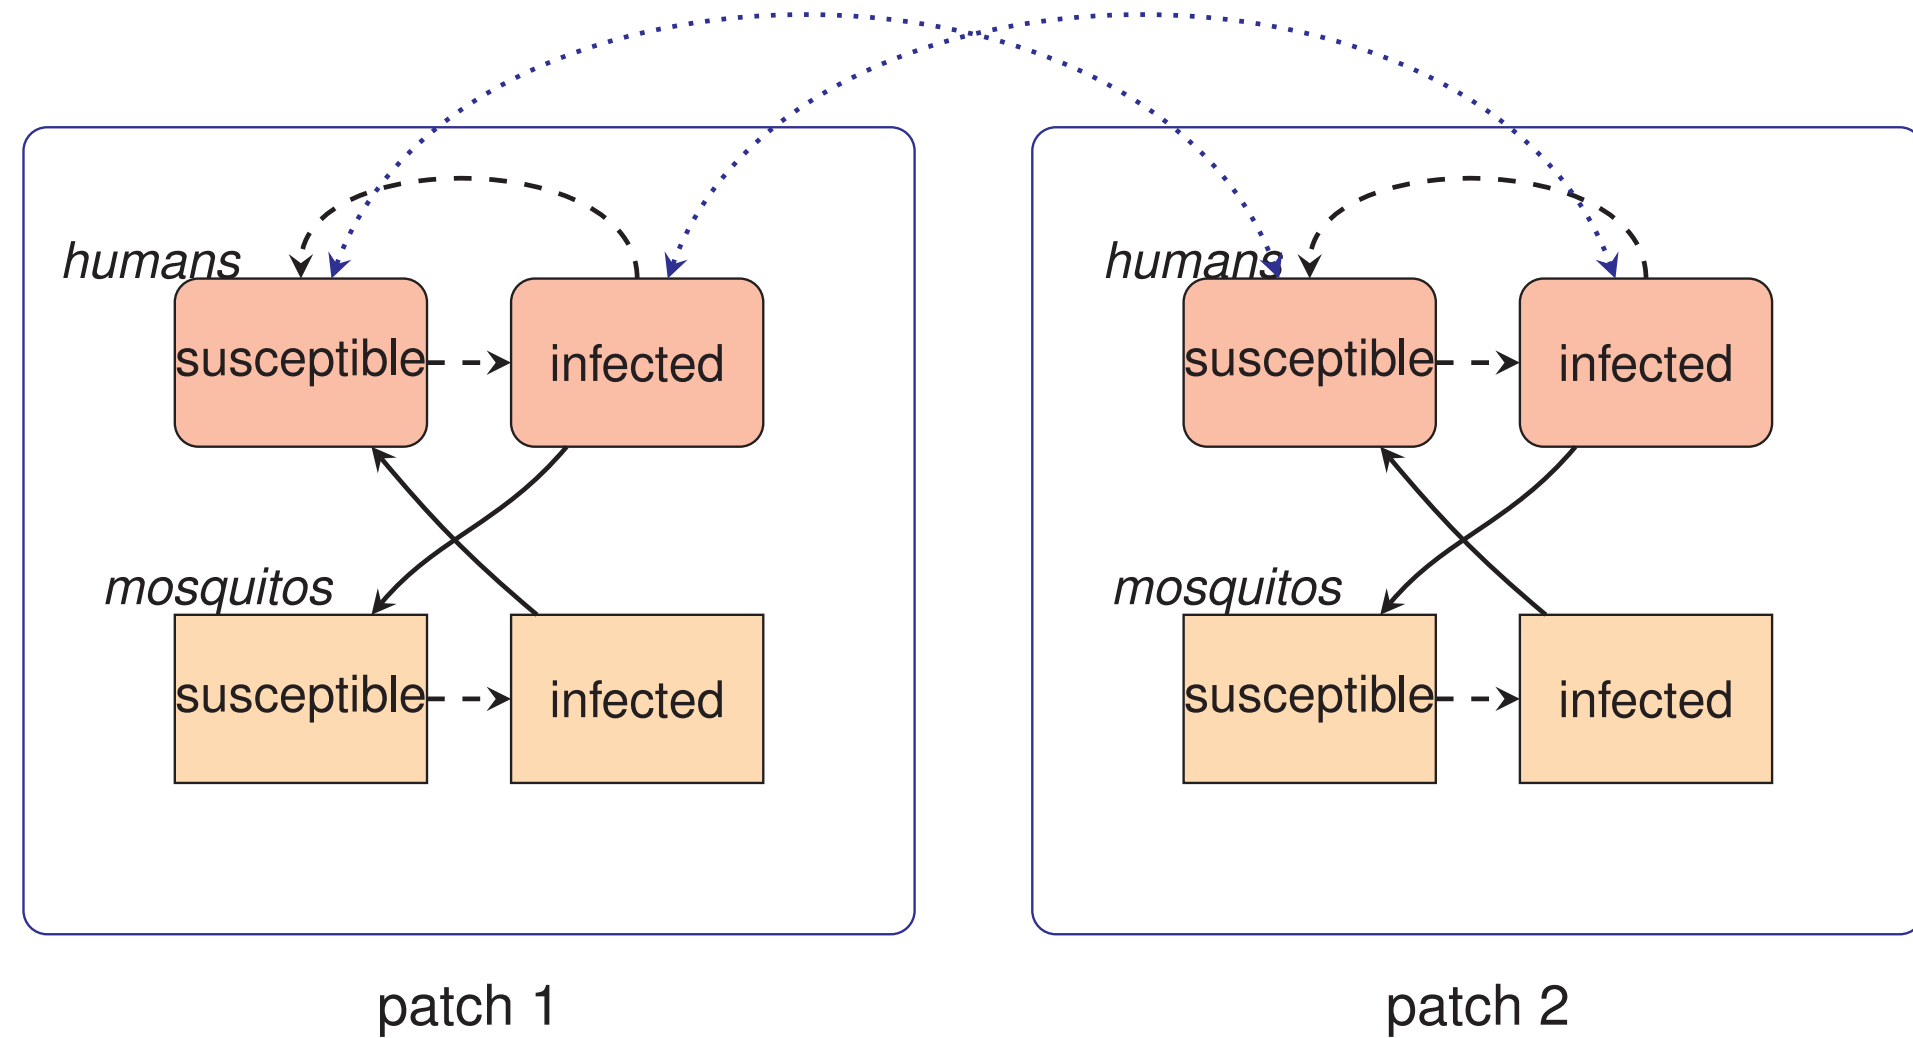 humans
susceptible
infected
mosquitos
susceptible
infected
patch 1
humans
susceptible
infected
mosquitos
susceptible
infected
patch 2